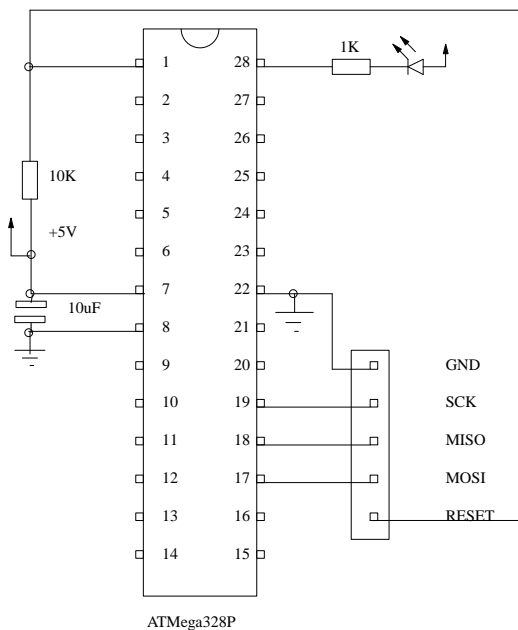 1K
1 28
2 27
3 26
10K 4 25
5 24
+5V
6 23
7 22
10uF
8 21
9 20 GND
10 19 SCK
11 18 MISO
12 17 MOSI
13 16 RESET
14 15
ATMega328P